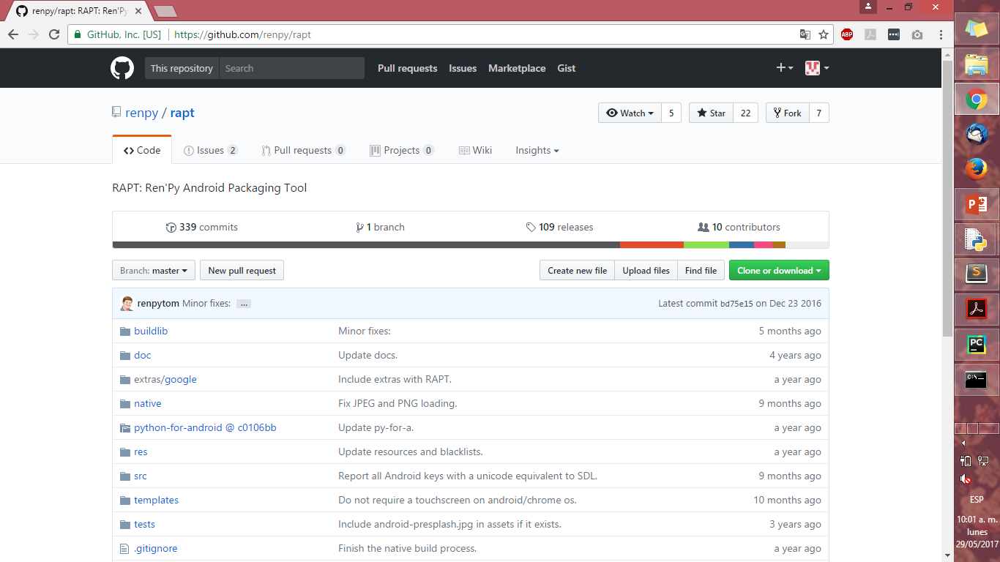 renpy/rapt: RAPT: Ren'Py
GitHub, Inc. [US] https://github.com/renpy/rapt
ABP
This repository Search Pull requests Issues Marketplace Gist
renpy / rapt
Watch 5 Star 22 Fork 7
Code Issues 2 Pull requests 0 Projects 0 Wiki Insights
RAPT: Ren'Py Android Packaging Tool
339 commits 1 branch 109 releases 10 contributors
Branch: master New pull request Create new file Upload files Find file Clone or download
renpytom Minor fixes: … Latest commit bd75e15 on Dec 23 2016
buildlib Minor fixes: 5 months ago
doc Update docs. 4 years ago
extras/google Include extras with RAPT. a year ago
native Fix JPEG and PNG loading. 9 months ago
python-for-android @ c0106bb Update py-for-a. a year ago
res Update resources and blacklists. a year ago
src Report all Android keys with a unicode equivalent to SDL. 9 months ago
templates Do not require a touchscreen on android/chrome os. 10 months ago
tests Include android-presplash.jpg in assets if it exists. 3 years ago
.gitignore Finish the native build process. a year ago
P
S
PC
C:\_
ESP
10:01 a. m.
lunes
29/05/2017